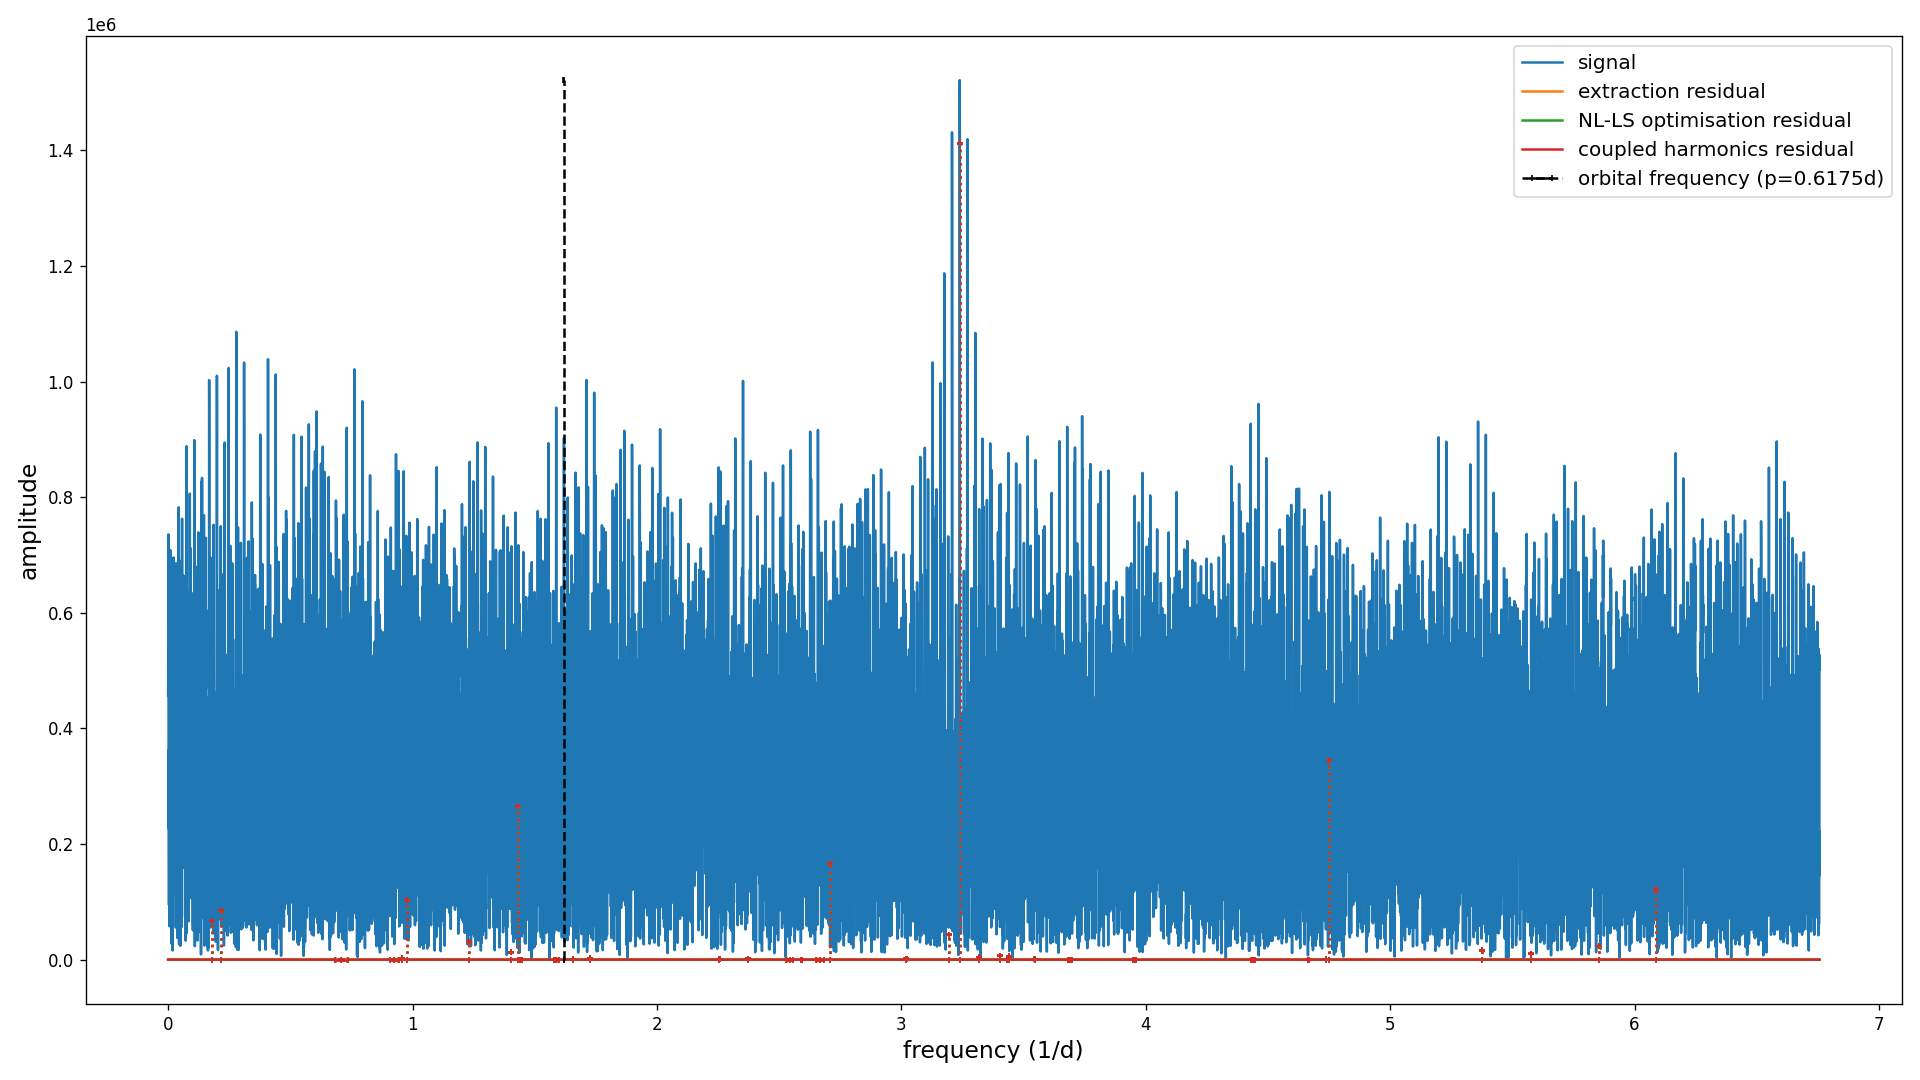 1e6
signal
extraction residual
NL-LS optimisation residual
coupled harmonics residual
orbital frequency (p=0.6175d)
1.4
1.2
1.0
0.8
0.6
0.4
0.2
0.0
amplitude
0 1 2 3 4 5 6 7
frequency (1/d)